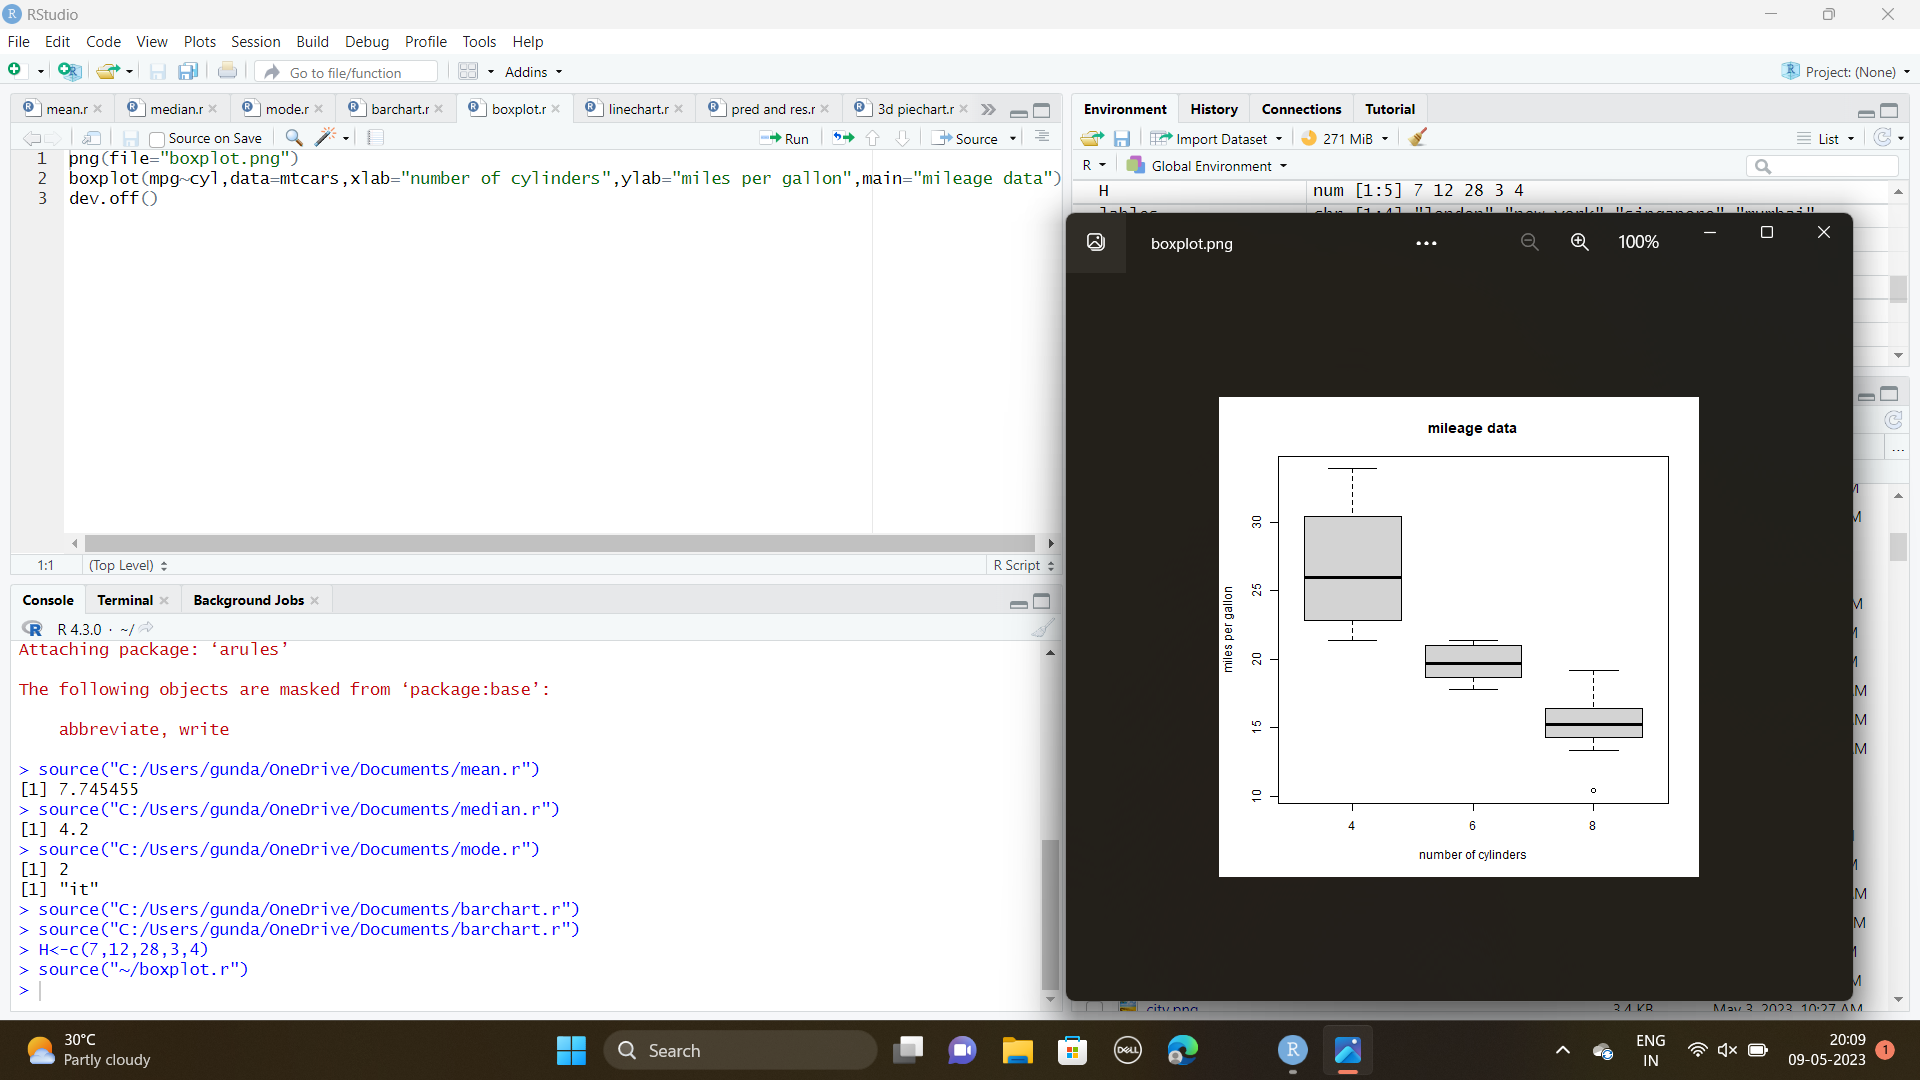 RStudio
File Edit Code View Plots Session Build Debug Profile Tools Help
Go to file/function Addins Project: (None)
mean.r median.r mode.r barchart.r boxplot.r linechart.r pred and res.r 3d piechart.r
Source on Save Run Source
1 png(file="boxplot.png")
2 boxplot(mpg~cyl,data=mtcars,xlab="number of cylinders",ylab="miles per gallon",main="mileage data")
3 dev.off()
1:1 (Top Level) R Script
Console Terminal Background Jobs
R 4.3.0 · ~/
Attaching package: ‘arules’
The following objects are masked from ‘package:base’:
abbreviate, write
> source("C:/Users/gunda/OneDrive/Documents/mean.r")
[1] 7.745455
> source("C:/Users/gunda/OneDrive/Documents/median.r")
[1] 4.2
> source("C:/Users/gunda/OneDrive/Documents/mode.r")
[1] 2
[1] "it"
> source("C:/Users/gunda/OneDrive/Documents/barchart.r")
> source("C:/Users/gunda/OneDrive/Documents/barchart.r")
> H<-c(7,12,28,3,4)
> source("~/boxplot.r")
>
Environment History Connections Tutorial
Import Dataset 271 MiB List
R Global Environment
H num [1:5] 7 12 28 3 4
boxplot.png ••• 100%
mileage data
miles per gallon
30
25
20
15
10
4 6 8
number of cylinders
city.png 3.4 KB May 3, 2023, 10:27 AM
30°C
Partly cloudy
Search
DELL
R
ENG
IN
20:09
09-05-2023
1